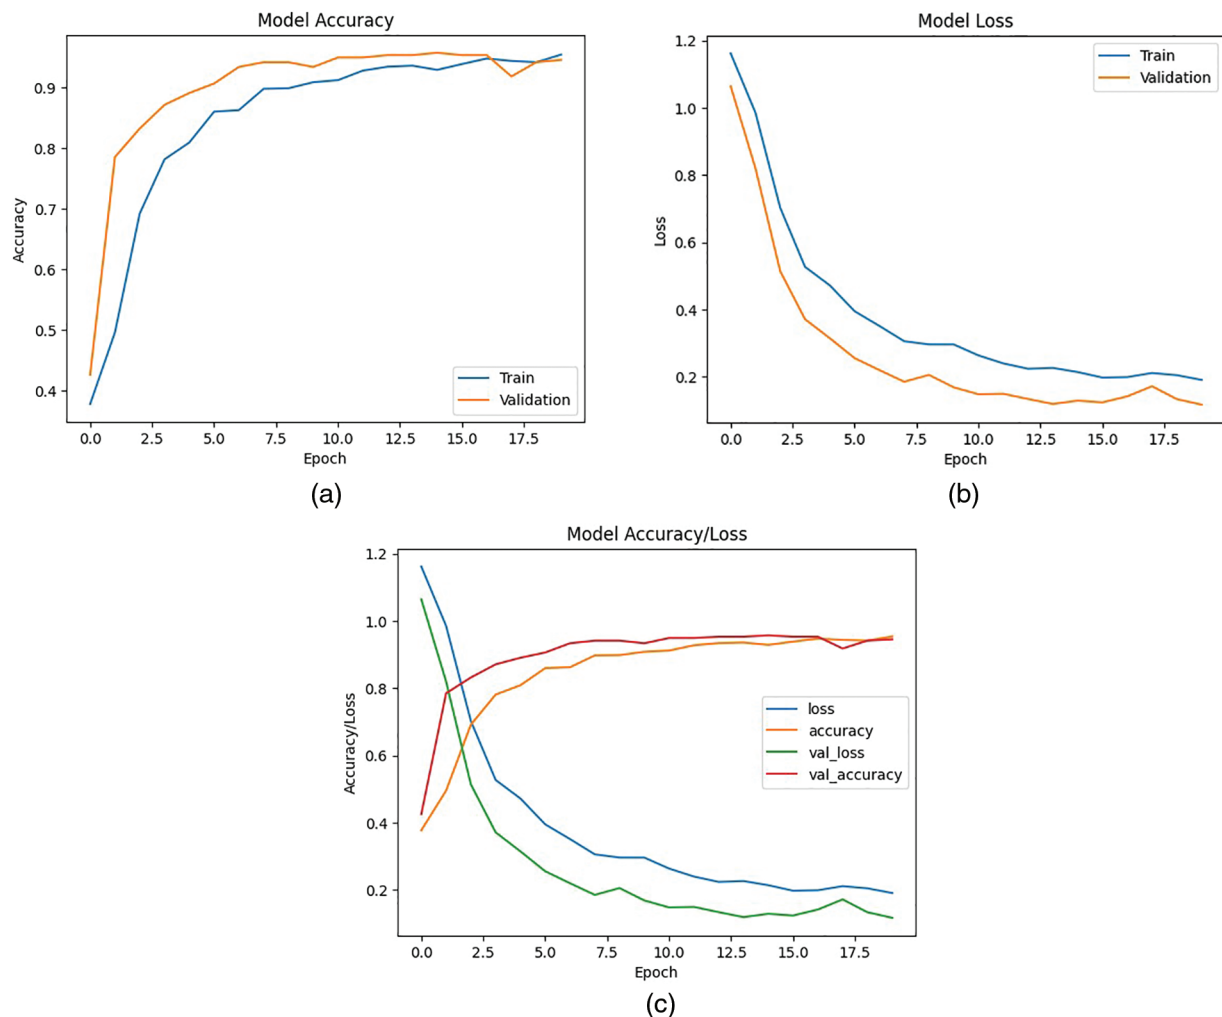 Model Accuracy
Accuracy
0.9
0.8
0.7
0.6
0.5
0.4
Train
Validation
0.0 2.5 5.0 7.5 10.0 12.5 15.0 17.5
Epoch
(a)
Model Loss
Loss
1.2
1.0
0.8
0.6
0.4
0.2
Train
Validation
0.0 2.5 5.0 7.5 10.0 12.5 15.0 17.5
Epoch
(b)
Model Accuracy/Loss
Accuracy/Loss
1.2
1.0
0.8
0.6
0.4
0.2
loss
accuracy
val_loss
val_accuracy
0.0 2.5 5.0 7.5 10.0 12.5 15.0 17.5
Epoch
(c)